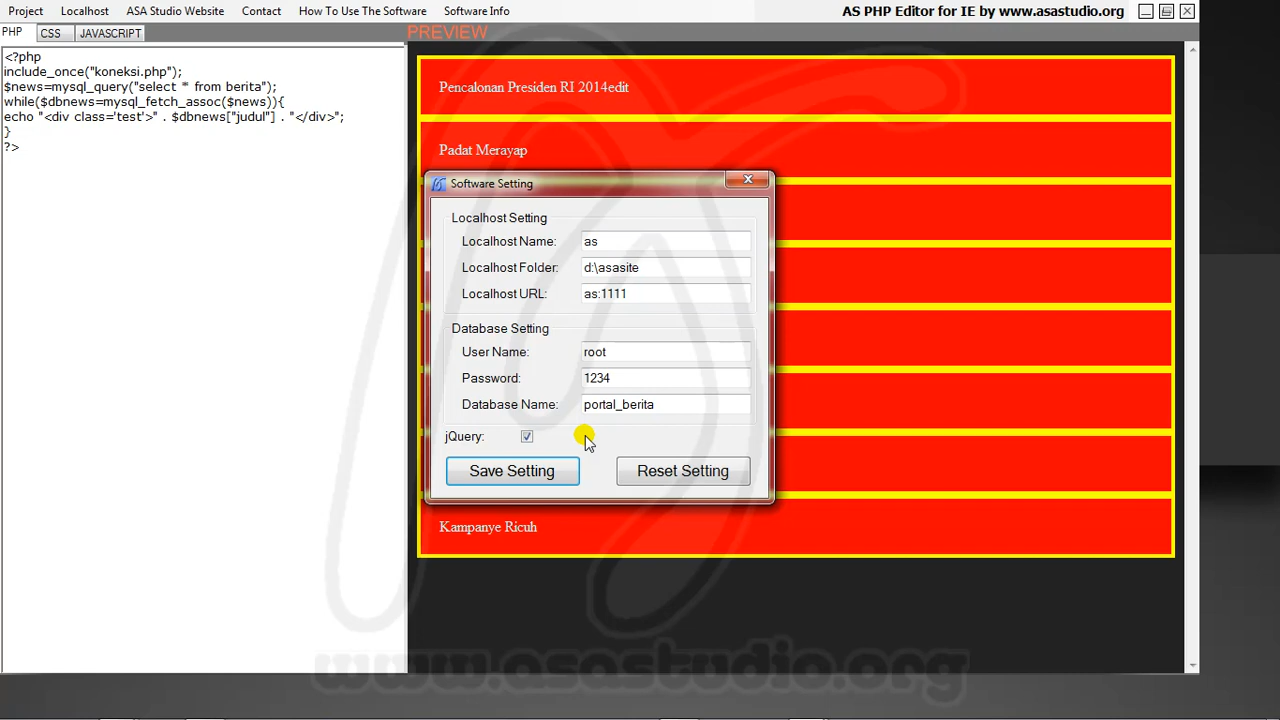 Project Localhost ASA Studio Website Contact How To Use The Software Software Info AS PHP Editor for IE by www.asastudio.org
PHP CSS JAVASCRIPT PREVIEW
<?php
include_once("koneksi.php");
$news=mysql_query("select * from berita");
while($dbnews=mysql_fetch_assoc($news)){
echo "<div class='test'>" . $dbnews["judul"] . "</div>";
}
?>
Pencalonan Presiden RI 2014edit
Padat Merayap
Software Setting
Localhost Setting
Localhost Name: as
Localhost Folder: d:\asasite
Localhost URL: as:1111
Database Setting
User Name: root
Password: 1234
Database Name: portal_berita
jQuery:
Save Setting Reset Setting
Kampanye Ricuh
www.asastudio.org